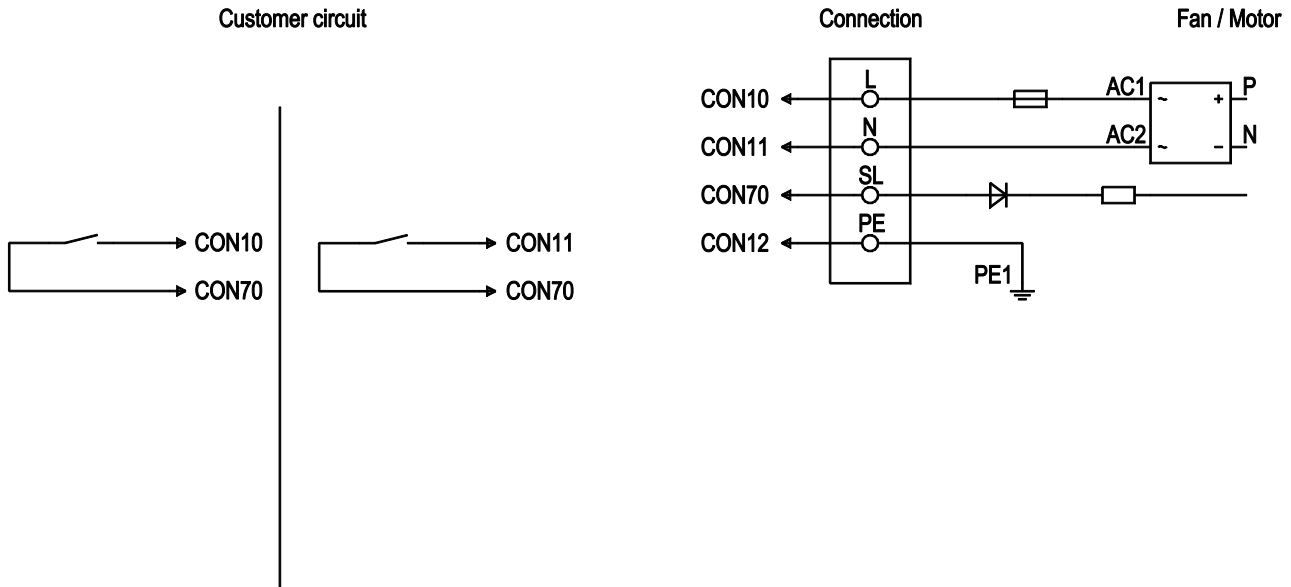 Customer circuit
Connection
Fan / Motor
CON10
L
AC1
~
+
P
CON11
N
AC2
~
-
N
CON70
SL
CON12
PE
PE1
CON10
CON70
CON11
CON70